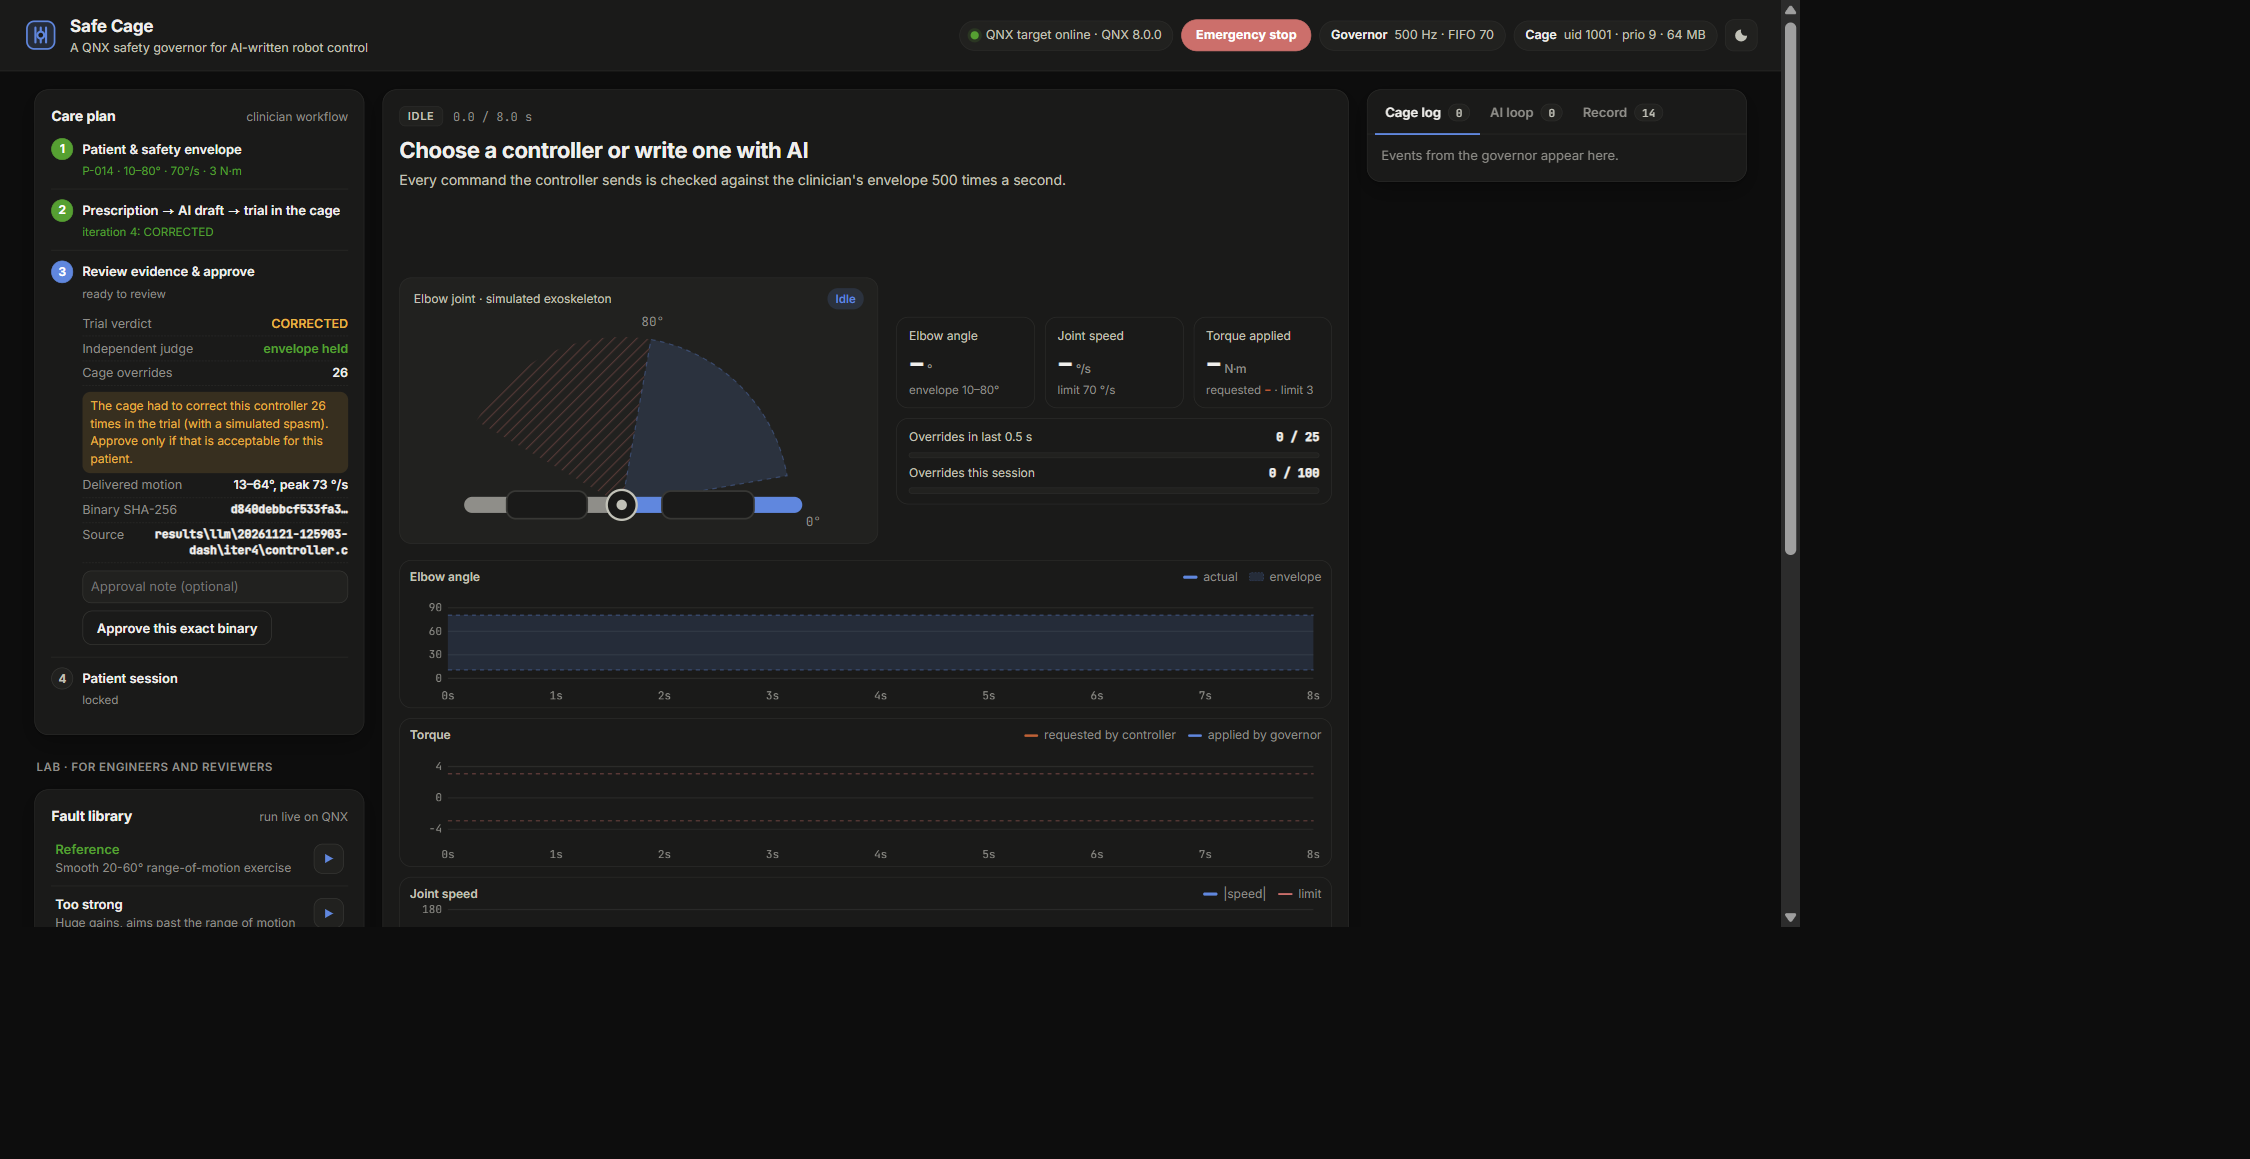 Safe Cage
A QNX safety governor for AI-written robot control
QNX target online · QNX 8.0.0
Emergency stop
Governor 500 Hz · FIFO 70
Cage uid 1001 · prio 9 · 64 MB
Care plan
clinician workflow
1 Patient & safety envelope
P-014 · 10–80° · 70°/s · 3 N·m
2 Prescription → AI draft → trial in the cage
iteration 4: CORRECTED
3 Review evidence & approve
ready to review
Trial verdict CORRECTED
Independent judge envelope held
Cage overrides 26
The cage had to correct this controller 26
times in the trial (with a simulated spasm).
Approve only if that is acceptable for this
patient.
Delivered motion 13–64°, peak 73 °/s
Binary SHA-256 d840debbcf533fa3…
Source results\llm\20261121-125903-
dash\iter4\controller.c
Approval note (optional)
Approve this exact binary
4 Patient session
locked
LAB · FOR ENGINEERS AND REVIEWERS
Fault library
run live on QNX
Reference
Smooth 20-60° range-of-motion exercise
Too strong
Huge gains, aims past the range of motion
IDLE 0.0 / 8.0 s
Choose a controller or write one with AI
Every command the controller sends is checked against the clinician's envelope 500 times a second.
Elbow joint · simulated exoskeleton
Idle
80°
0°
Elbow angle
– °
envelope 10–80°
Joint speed
– °/s
limit 70 °/s
Torque applied
– N·m
requested – · limit 3
Overrides in last 0.5 s 0 / 25
Overrides this session 0 / 100
Elbow angle
actual envelope
90
60
30
0
0s 1s 2s 3s 4s 5s 6s 7s 8s
Torque
requested by controller applied by governor
4
0
-4
0s 1s 2s 3s 4s 5s 6s 7s 8s
Joint speed
|speed| limit
180
Cage log 0
AI loop 0
Record 14
Events from the governor appear here.